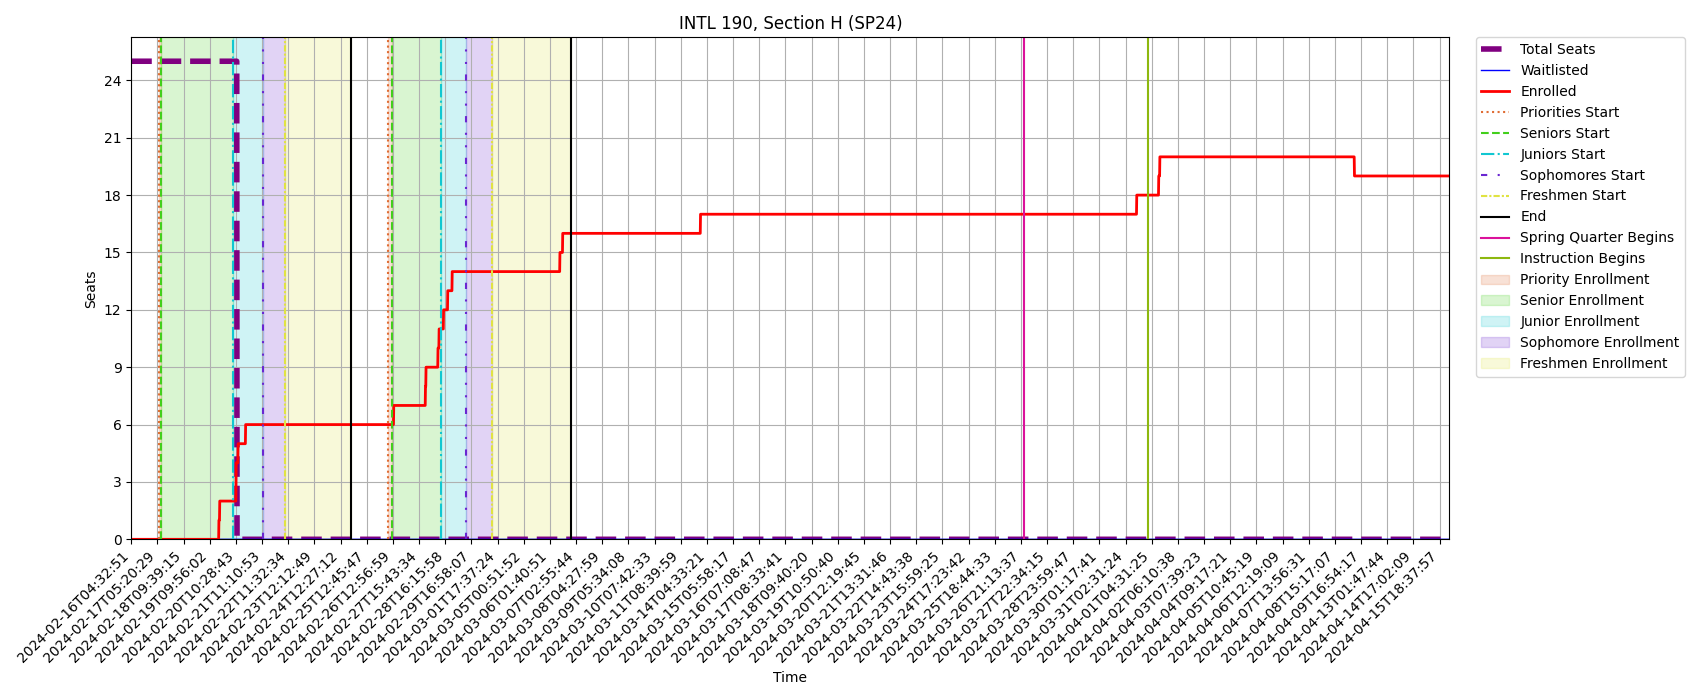 INTL 190, Section H (SP24)
Total Seats
Waitlisted
Enrolled
Priorities Start
Seniors Start
Juniors Start
Sophomores Start
Freshmen Start
End
Spring Quarter Begins
Instruction Begins
Priority Enrollment
Senior Enrollment
Junior Enrollment
Sophomore Enrollment
Freshmen Enrollment
Seats
24
21
18
15
12
9
6
3
0
2024-02-16T04:32:51
2024-02-17T05:20:29
2024-02-18T09:39:15
2024-02-19T09:56:02
2024-02-20T10:28:43
2024-02-21T11:10:53
2024-02-22T11:32:34
2024-02-23T12:12:49
2024-02-24T12:27:12
2024-02-25T12:45:47
2024-02-26T12:56:59
2024-02-27T15:43:34
2024-02-28T16:15:58
2024-02-29T16:58:07
2024-03-01T17:37:24
2024-03-05T00:51:52
2024-03-06T01:40:51
2024-03-07T02:55:44
2024-03-08T04:27:59
2024-03-09T05:34:08
2024-03-10T07:42:33
2024-03-11T08:39:59
2024-03-14T04:33:21
2024-03-15T05:58:17
2024-03-16T07:08:47
2024-03-17T08:33:41
2024-03-18T09:40:20
2024-03-19T10:50:40
2024-03-20T12:19:45
2024-03-21T13:31:46
2024-03-22T14:43:38
2024-03-23T15:59:25
2024-03-24T17:23:42
2024-03-25T18:44:33
2024-03-26T21:13:37
2024-03-27T22:34:15
2024-03-28T23:59:47
2024-03-30T01:17:41
2024-03-31T02:31:24
2024-04-01T04:31:25
2024-04-02T06:10:38
2024-04-03T07:39:23
2024-04-04T09:17:21
2024-04-05T10:45:19
2024-04-06T12:19:09
2024-04-07T13:56:31
2024-04-08T15:17:07
2024-04-09T16:54:17
2024-04-13T01:47:44
2024-04-14T17:02:09
2024-04-15T18:37:57
Time